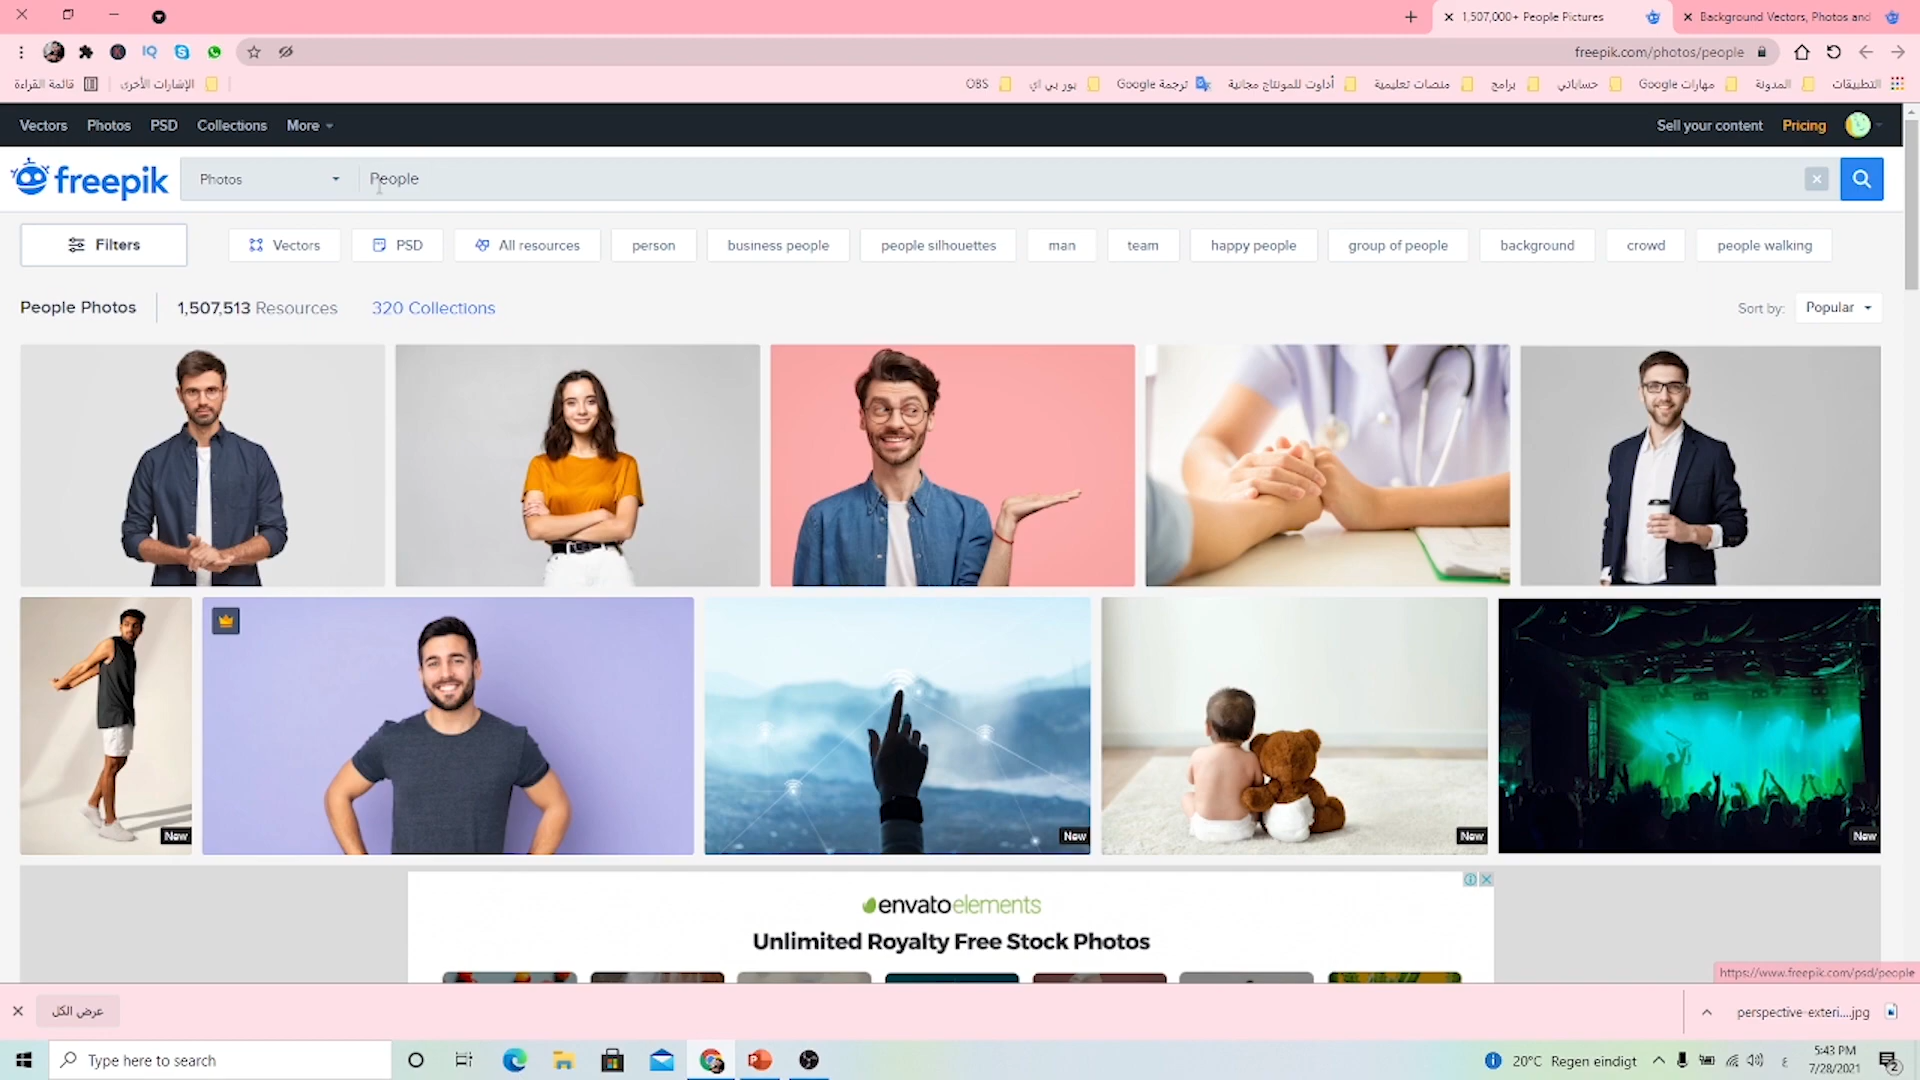 1,507,000+ People Pictures
Background Vectors, Photos and
freepik.com/photos/people
قائمة القراءة
الإشارات الأخرى
OBS
بور بي اي
ترجمة Google
أداوت للمونتاج مجانية
منصات تعليمية
برامج
حساباتي
مهارات Google
المدونة
التطبيقات
Vectors Photos PSD Collections More
Sell your content Pricing
freepik
Photos
People
Filters
Vectors PSD All resources person business people people silhouettes man team happy people group of people background crowd people walking
People Photos 1,507,513 Resources 320 Collections
Sort by: Popular
New
New
New
New
envatoelements
Unlimited Royalty Free Stock Photos
https://www.freepik.com/psd/people
عرض الكل
perspective-exteri....jpg
Type here to search
20°C Regen eindigt
ع
5:43 PM
7/28/2021
2